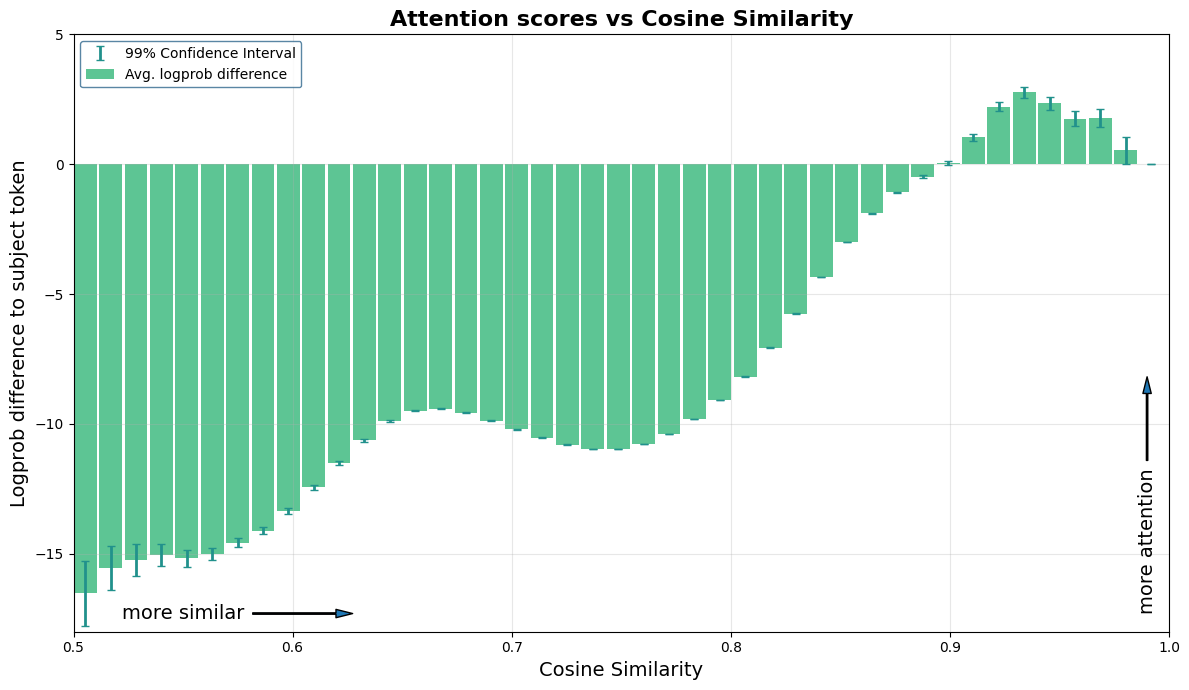 Attention scores vs Cosine Similarity
99% Confidence Interval
Avg. logprob difference
Logprob difference to subject token
5
0
−5
−10
−15
more similar
more attention
0.5
0.6
0.7
0.8
0.9
1.0
Cosine Similarity